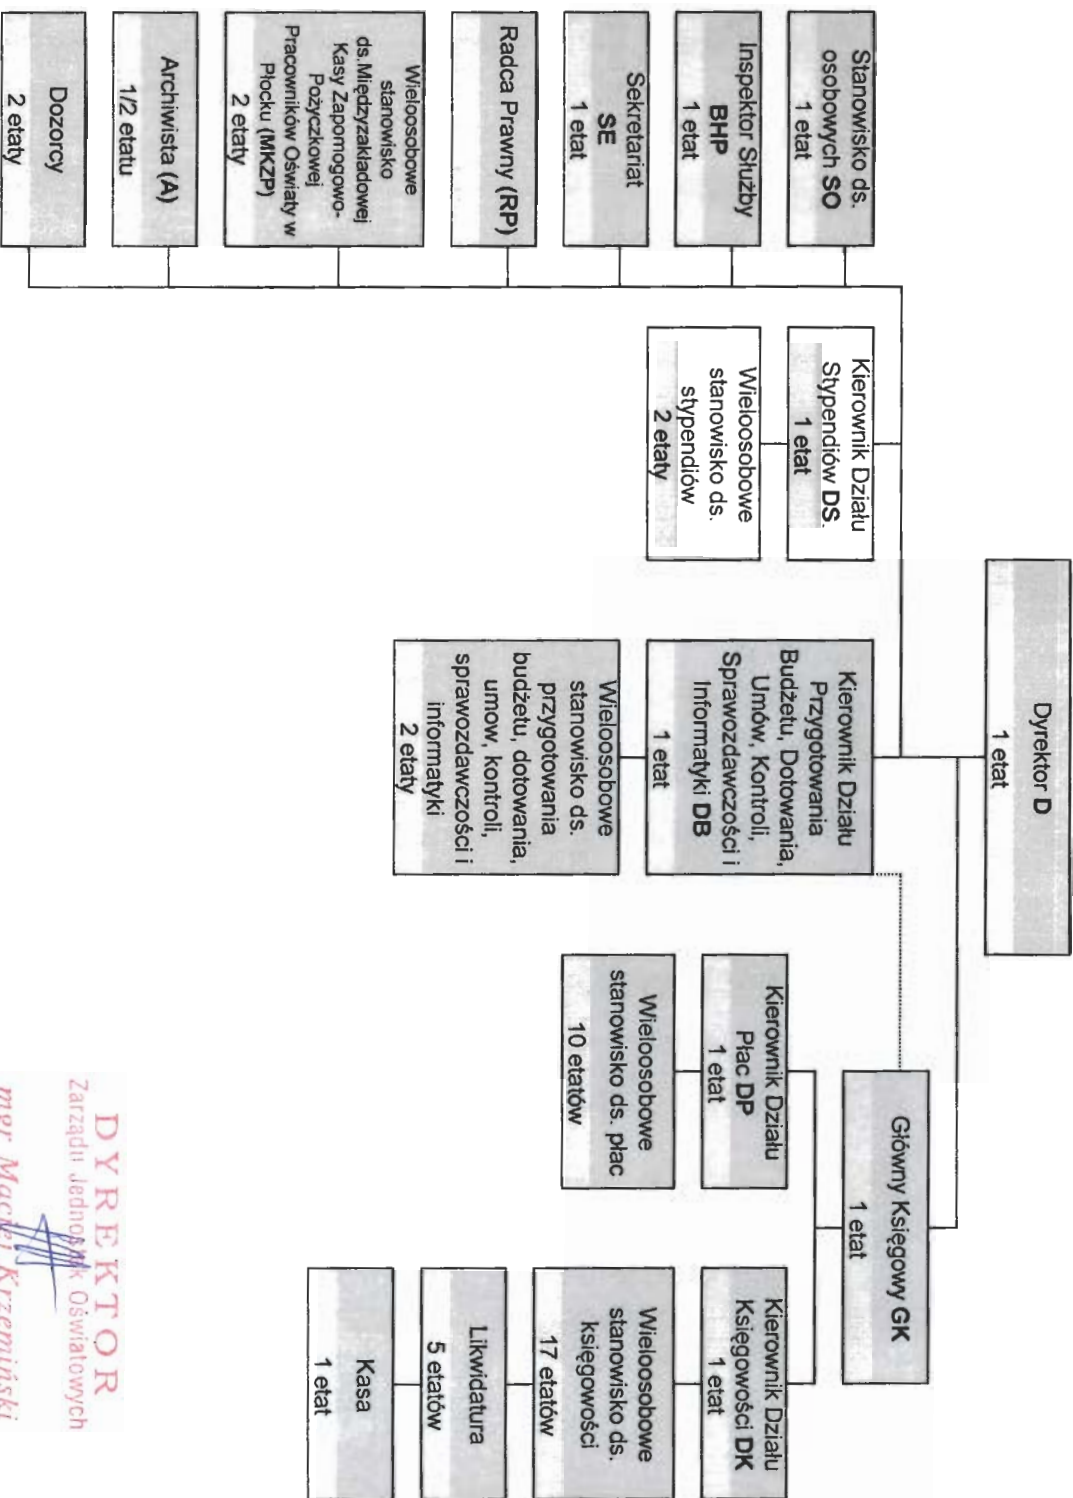 Dyrektor D
1 etat
Główny Księgowy GK
1 etat
Stanowisko ds.
osobowych SO
1 etat
Inspektor Służby
BHP
1 etat
Sekretariat
SE
1 etat
Radca Prawny (RP)
Wieloosobowe
stanowisko
ds.Międzyzakładowej
Kasy Zapomogowo-
Pożyczkowej
Pracowników Oświaty w
Płocku (MKZP)
2 etaty
Archiwista (A)
1/2 etatu
Dozorcy
2 etaty
Kierownik Działu
Stypendiów DS.
1 etat
Wieloosobowe
stanowisko ds.
stypendiów
2 etaty
Kierownik Działu
Przygotowania
Budżetu, Dotowania,
Umów, Kontroli,
Sprawozdawczości i
Informatyki DB
1 etat
Wieloosobowe
stanowisko ds.
przygotowania
budżetu, dotowania,
umow, kontroli,
sprawozdawczości i
informatyki
2 etaty
Kierownik Działu
Płac DP
1 etat
Wieloosobowe
stanowisko ds. płac
10 etatów
Kierownik Działu
Księgowości DK
1 etat
Wieloosobowe
stanowisko ds.
księgowości
17 etatów
Likwidatura
5 etatów
Kasa
1 etat
DYREKTOR
Zarządu Jednostek Oświatowych
mgr Maciej Krzemiński